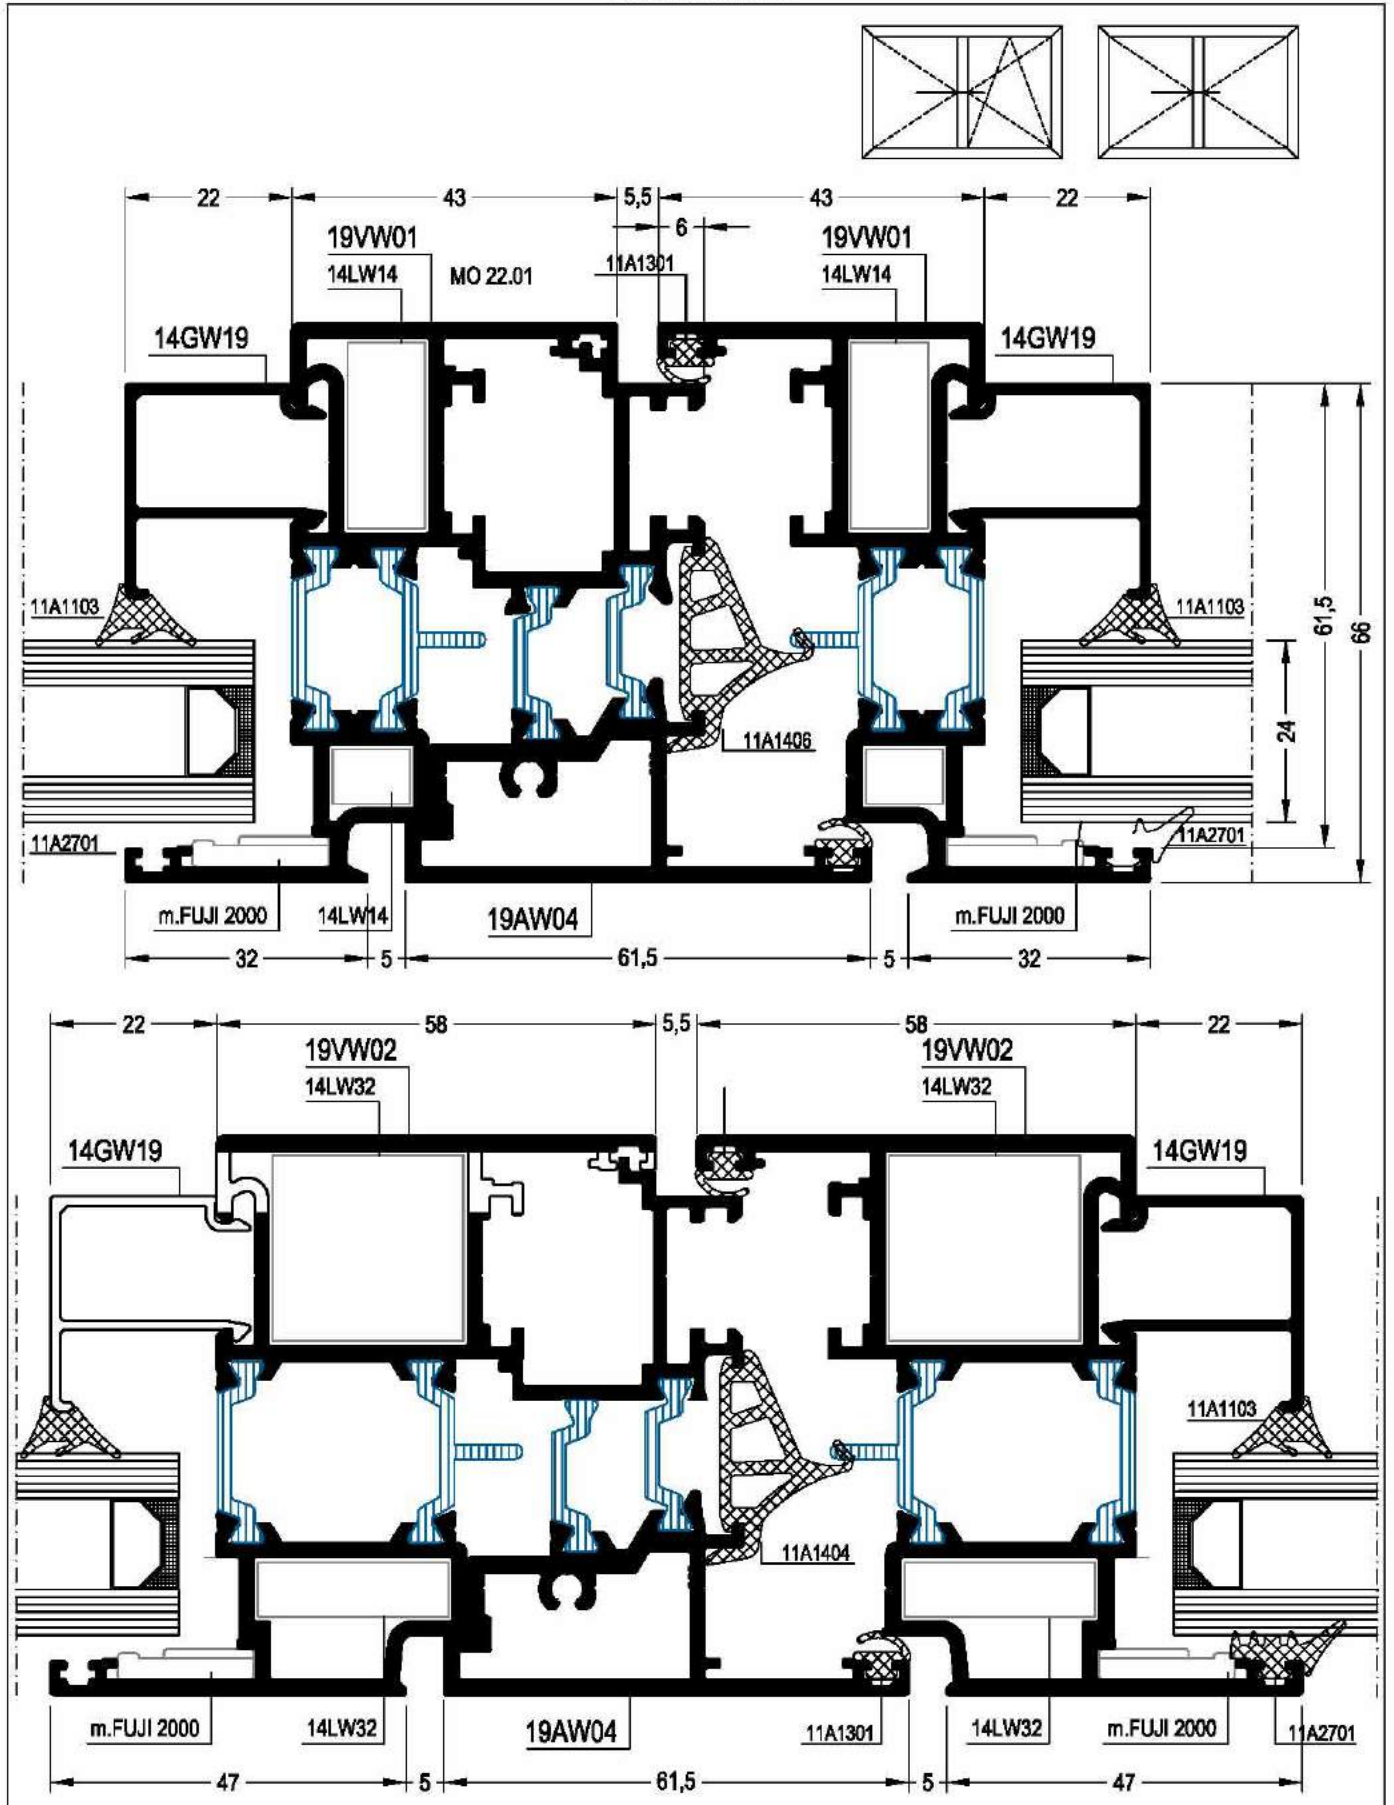 22 43 5,5 43 22
6
19VW01 19VW01
14LW14 MO 22.01 11A1301 14LW14
14GW19 14GW19
11A1103 11A1103
61,5 66
24
11A1406
11A2701 11A2701
m.FUJI 2000 14LW14 19AW04 m.FUJI 2000
32 5 61,5 5 32
22 58 5,5 58 22
19VW02 19VW02
14LW32 14LW32
14GW19 14GW19
11A1103
11A1404
m.FUJI 2000 14LW32 19AW04 11A1301 14LW32 m.FUJI 2000 11A2701
47 5 61,5 5 47